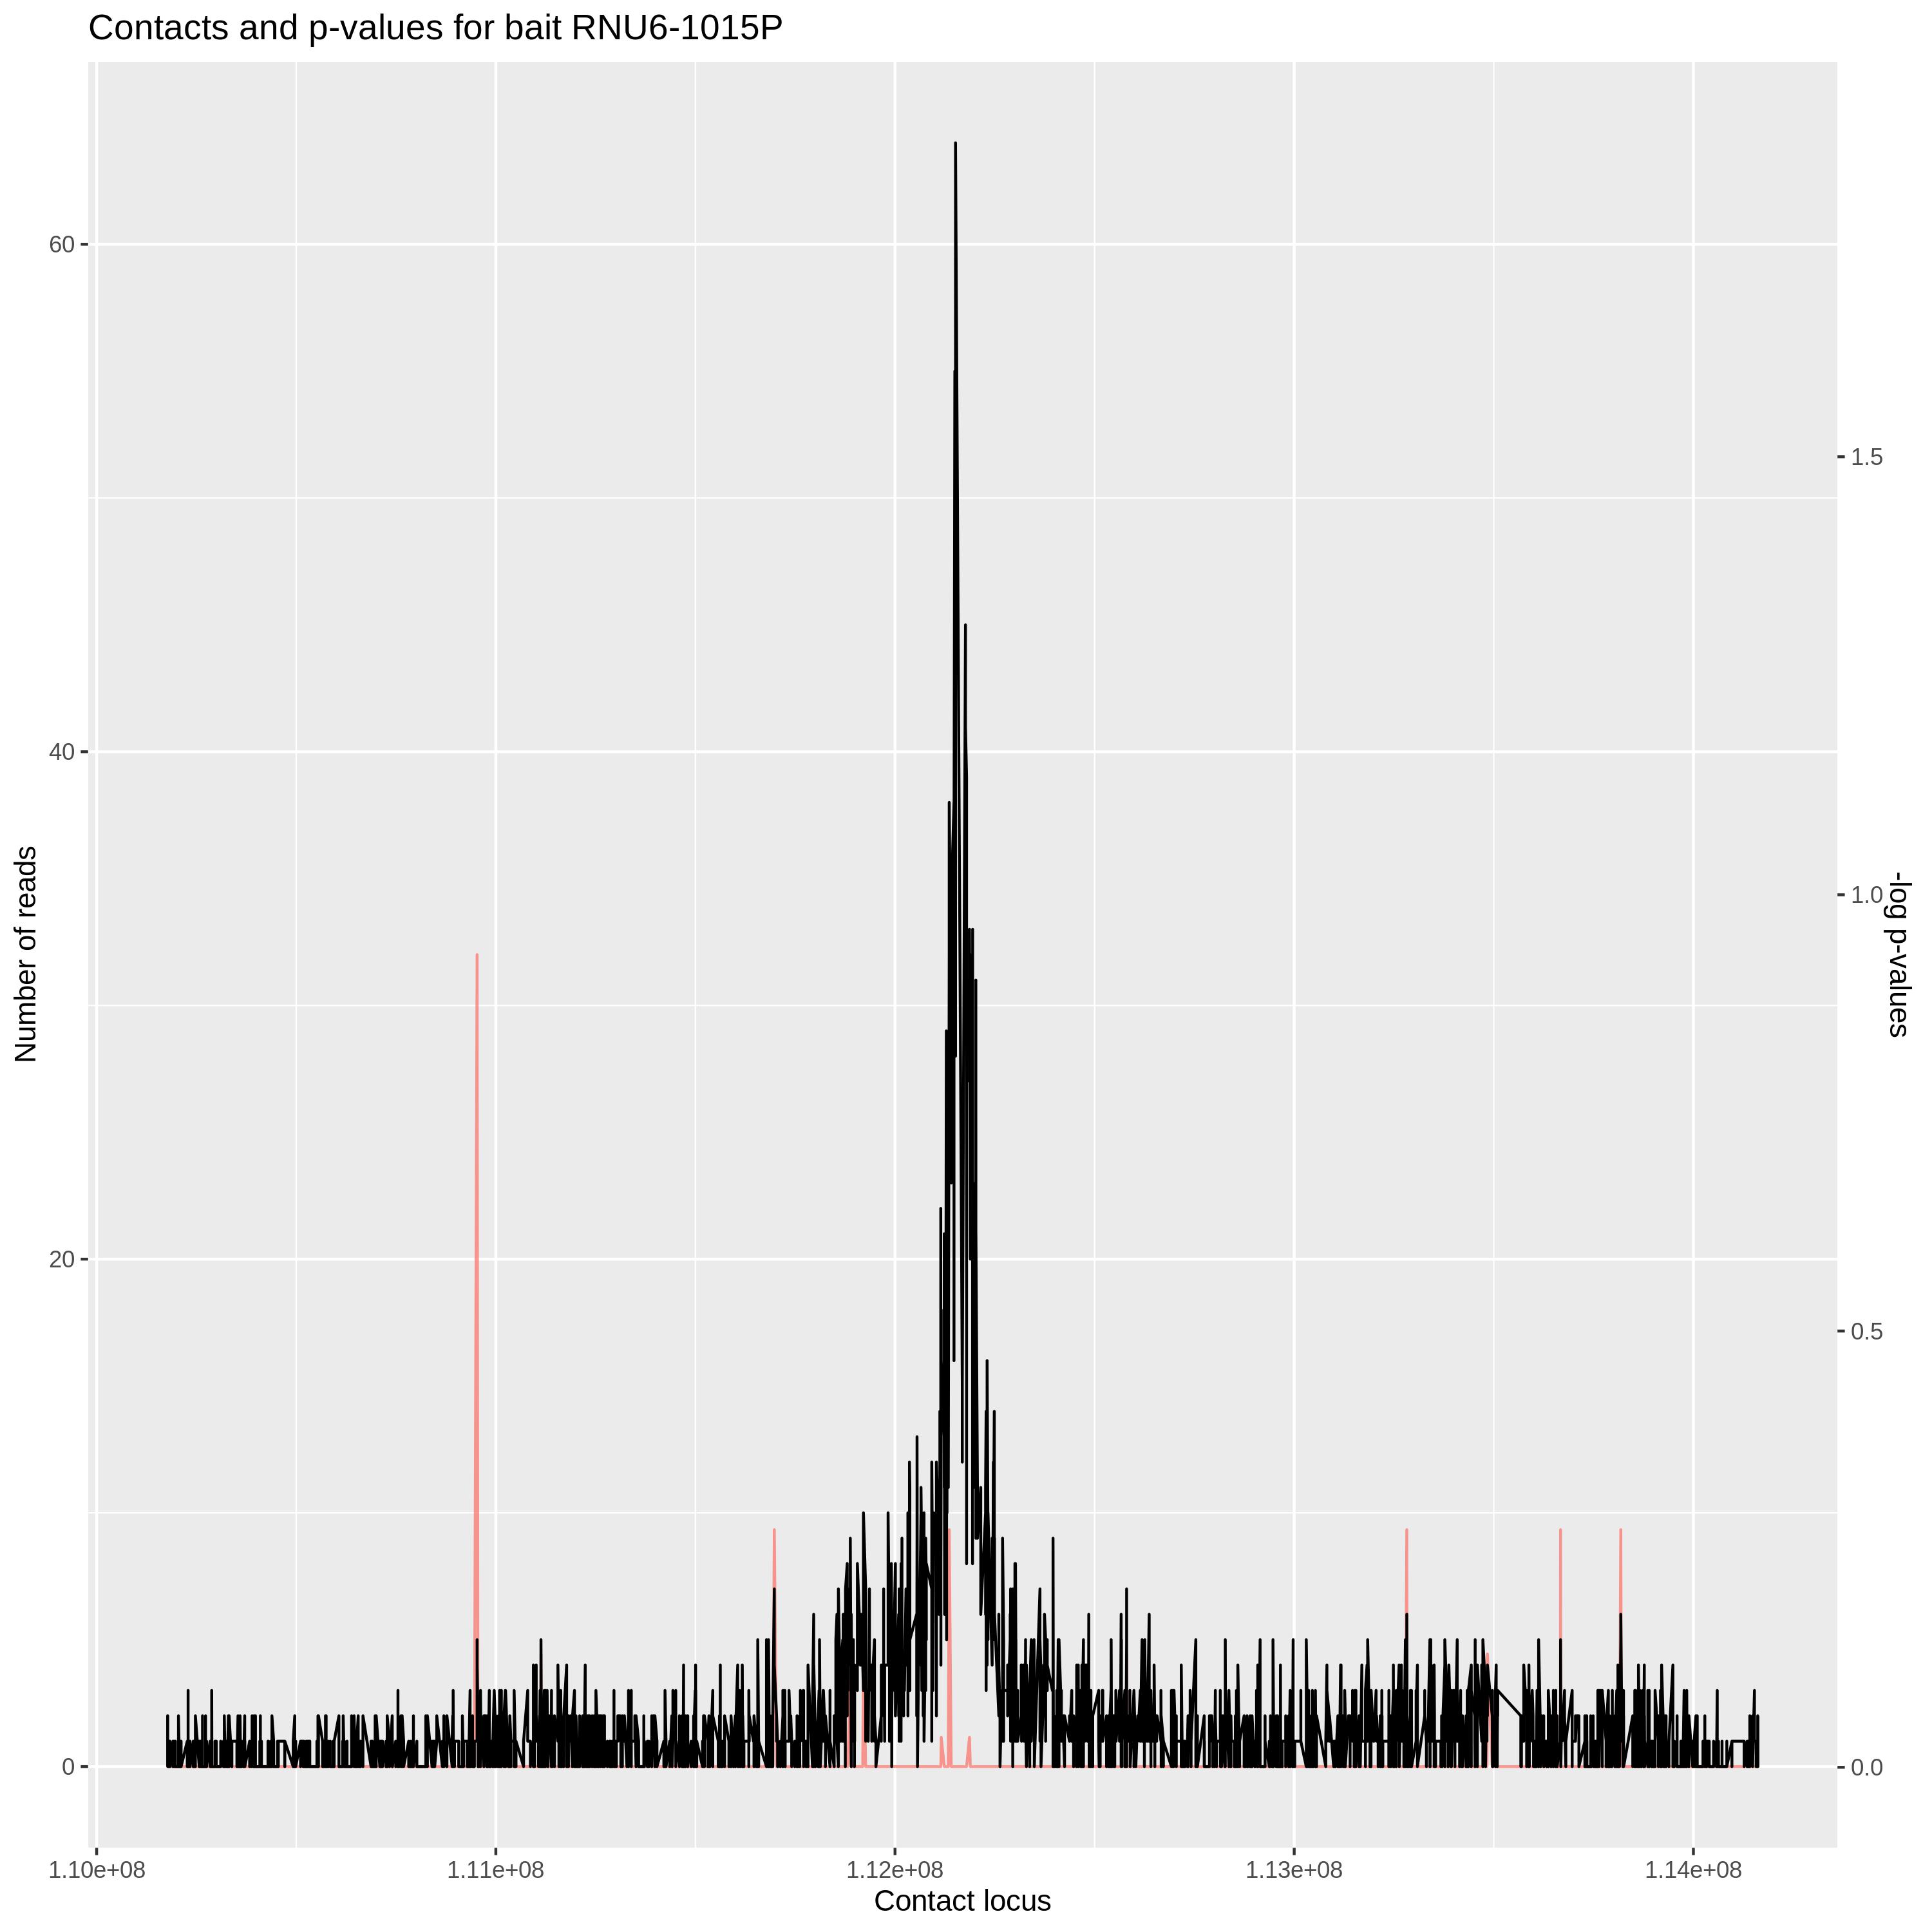 Contacts and p-values for bait RNU6-1015P
60
40
20
0
Number of reads
1.5
1.0
0.5
0.0
-log p-values
1.10e+08
1.11e+08
1.12e+08
1.13e+08
1.14e+08
Contact locus